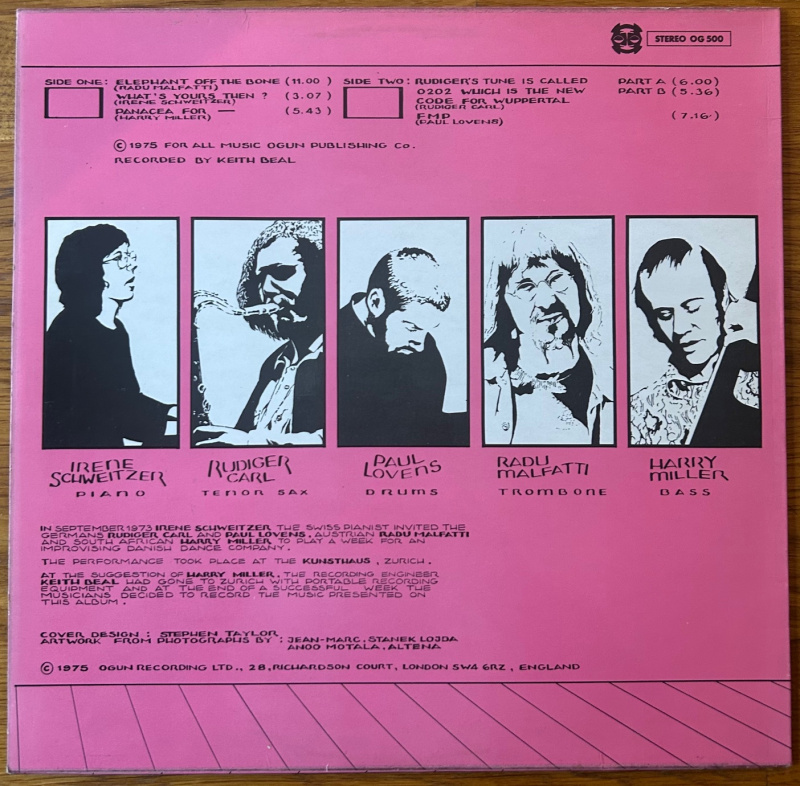 STEREO OG 500
SIDE ONE: ELEPHANT OFF THE BONE (11.00)
(RADU MALFATTI)
WHAT'S YOURS THEN? (3.07)
(IRENE SCHWEITZER)
PANACEA FOR — (5.43)
(HARRY MILLER)
SIDE TWO: RUDIGER'S TUNE IS CALLED PART A (6.00)
0202 WHICH IS THE NEW PART B (5.36)
CODE FOR WUPPERTAL
(RUDIGER CARL)
FMP (7.16)
(PAUL LOVENS)
© 1975 FOR ALL MUSIC OGUN PUBLISHING Co.
RECORDED BY KEITH BEAL
IRENE
SCHWEITZER
PIANO
RUDIGER
CARL
TENOR SAX
PAUL
LOVENS
DRUMS
RADU
MALFATTI
TROMBONE
HARRY
MILLER
BASS
IN SEPTEMBER 1973 IRENE SCHWEITZER THE SWISS PIANIST INVITED THE
GERMANS RUDIGER CARL AND PAUL LOVENS, AUSTRIAN RADU MALFATTI
AND SOUTH AFRICAN HARRY MILLER TO PLAY A WEEK FOR AN
IMPROVISING DANISH DANCE COMPANY.
THE PERFORMANCE TOOK PLACE AT THE KUNSTHAUS, ZURICH.
AT THE SUGGESTION OF HARRY MILLER, THE RECORDING ENGINEER
KEITH BEAL HAD GONE TO ZURICH WITH PORTABLE RECORDING
EQUIPMENT AND AT THE END OF A SUCCESSFUL WEEK THE
MUSICIANS DECIDED TO RECORD THE MUSIC PRESENTED ON
THIS ALBUM.
COVER DESIGN: STEPHEN TAYLOR
ARTWORK FROM PHOTOGRAPHS BY: JEAN-MARC. STANEK LOJDA
ANOO MOTALA. ALTENA
© 1975 OGUN RECORDING LTD., 28, RICHARDSON COURT, LONDON SW4 6RZ, ENGLAND